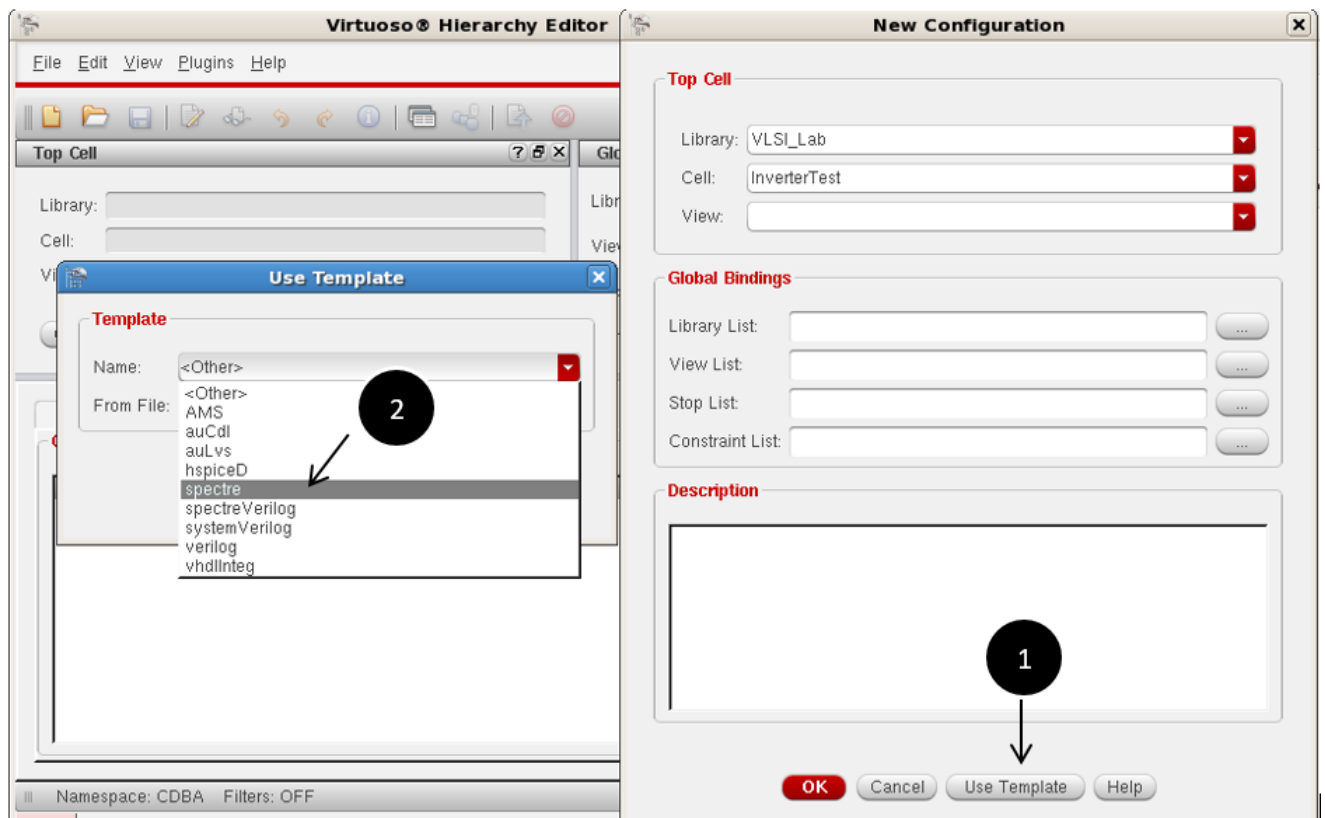 Virtuoso® Hierarchy Editor
File Edit View Plugins Help
Top Cell
Library:
Cell:
Use Template
Template
Name: <Other>
<Other>
AMS
auCdl
auLvs
hspiceD
spectre
spectreVerilog
systemVerilog
verilog
vhdlInteg
From File:
2
Namespace: CDBA Filters: OFF
New Configuration
Top Cell
Library: VLSI_Lab
Cell: InverterTest
View:
Global Bindings
Library List: ...
View List: ...
Stop List: ...
Constraint List: ...
Description
1
OK Cancel Use Template Help